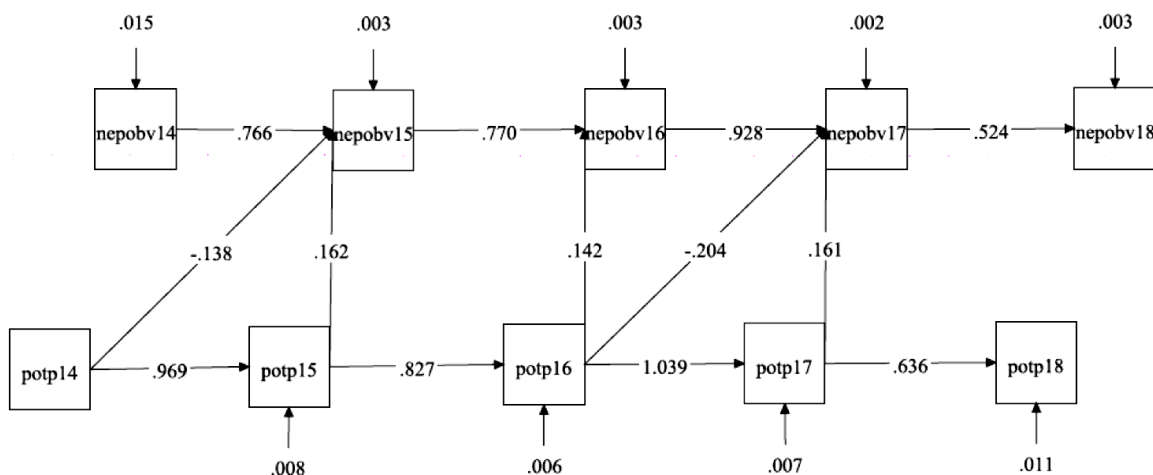 .015 .003 .003 .002 .003
nepobv14 .766 nepobv15 .770 nepobv16 .928 nepobv17 .524 nepobv18
-.138 .162 .142 -.204 .161
potp14 .969 potp15 .827 potp16 1.039 potp17 .636 potp18
.008 .006 .007 .011